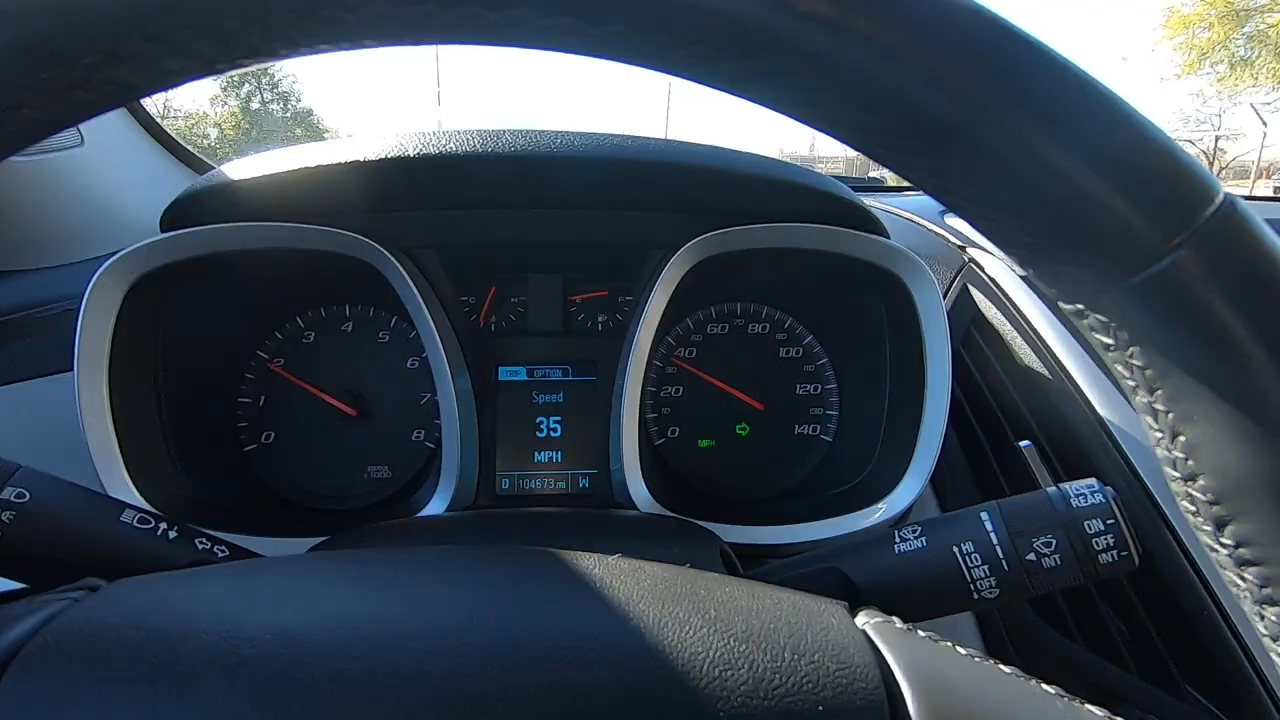 C H
E F
0 1 2 3 4 5 6 7 8
RPM
x1000
TRIP OPTION
Speed
35
MPH
D 104673 mi W
0 10 20 30 40 50 60 70 80 90 100 110 120 130 140
MPH
FRONT
HI
LO
INT
OFF
INT
REAR
ON
OFF
INT